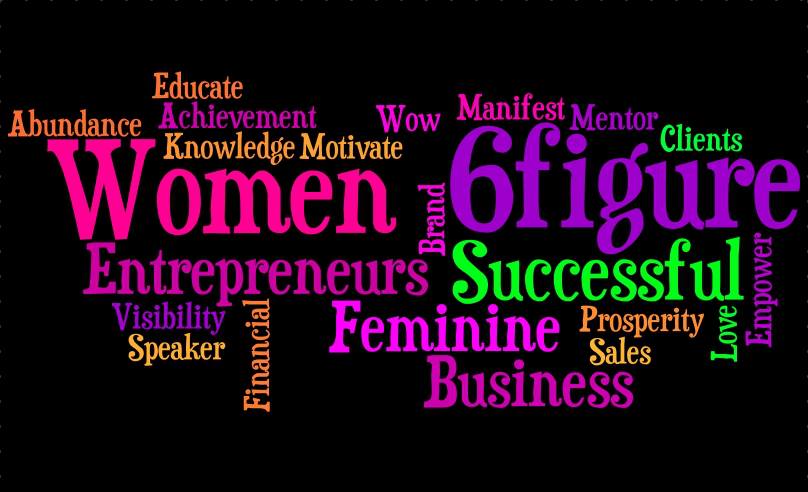 Educate
Abundance
Achievement
Wow
Manifest
Mentor
Knowledge
Motivate
Clients
Women
6figure
Brand
Entrepreneurs
Successful
Empower
Visibility
Financial
Feminine
Prosperity
Love
Speaker
Sales
Business